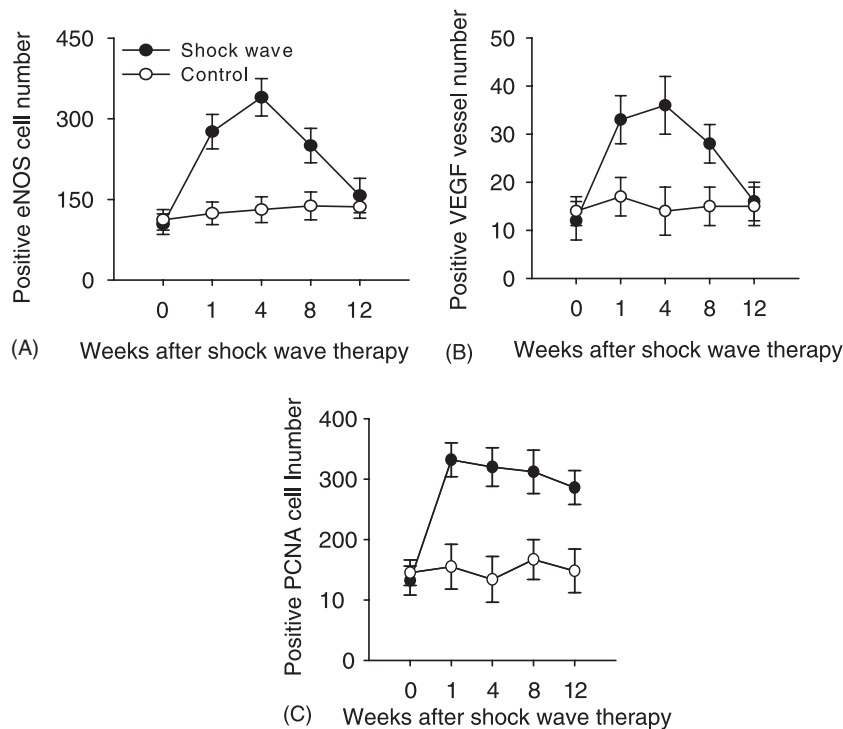 450
300
150
0
Positive eNOS cell number
Shock wave
Control
0 1 4 8 12
(A) Weeks after shock wave therapy
50
40
30
20
10
0
Positive VEGF vessel number
0 1 4 8 12
(B) Weeks after shock wave therapy
400
300
200
10
0
Positive PCNA cell lnumber
0 1 4 8 12
(C) Weeks after shock wave therapy